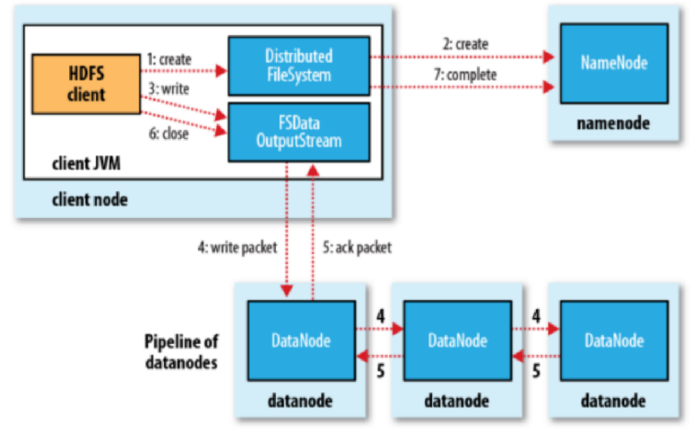 HDFS
client
1: create
3: write
6: close
Distributed
FileSystem
FSData
OutputStream
client JVM
client node
2: create
7: complete
NameNode
namenode
4: write packet
5: ack packet
Pipeline of
datanodes
DataNode
datanode
4
5
DataNode
datanode
4
5
DataNode
datanode